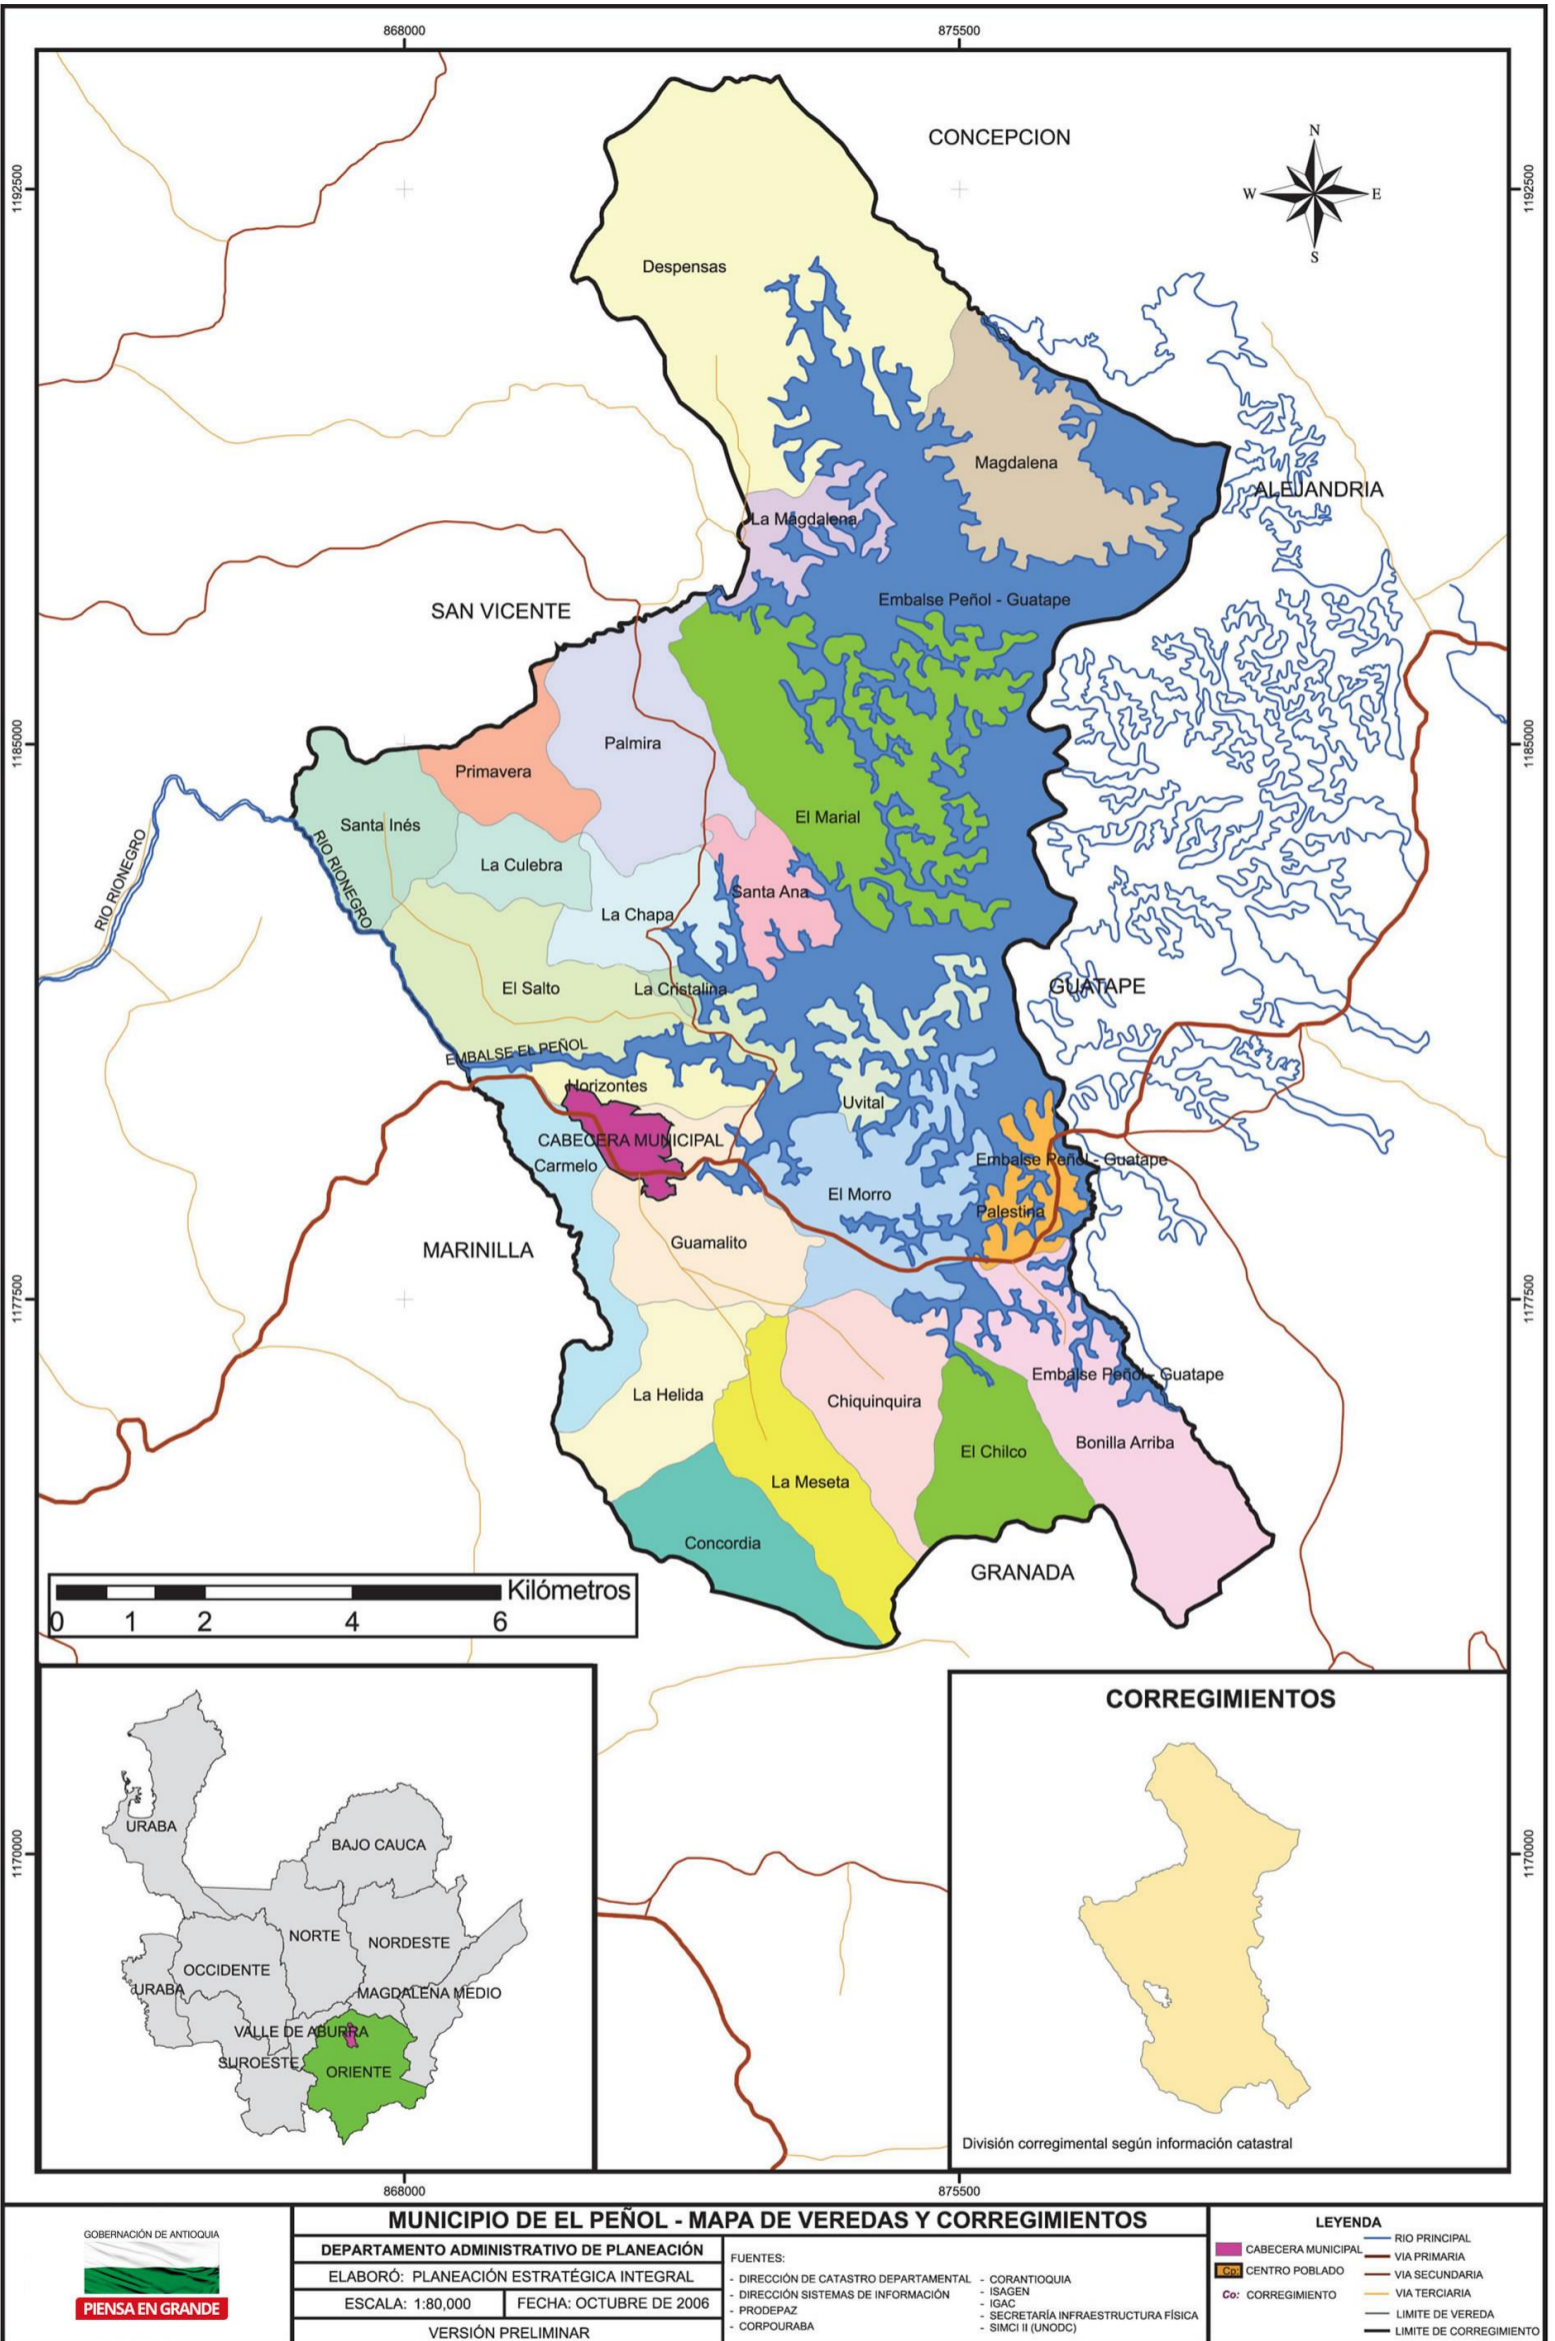 868000
875500
1192500
1192500
CONCEPCION
N
W
E
S
Despensas
Magdalena
ALEJANDRIA
La Magdalena
Embalse Peñol - Guatape
SAN VICENTE
1185000
1185000
Palmira
Primavera
El Marial
Santa Inés
RIO RIONEGRO
RIO RIONEGRO
La Culebra
Santa Ana
La Chapa
GUATAPE
El Salto
La Cristalina
EMBALSE EL PEÑOL
Horizontes
Uvital
CABECERA MUNICIPAL
Carmelo
Embalse Peñol - Guatape
El Morro
Palestina
MARINILLA
Guamalito
1177500
1177500
Embalse Peñol - Guatape
La Helida
Chiquinquira
Bonilla Arriba
El Chilco
La Meseta
Concordia
GRANADA
Kilómetros
0 1 2 4 6
CORREGIMIENTOS
URABA
BAJO CAUCA
1170000
1170000
NORTE
NORDESTE
OCCIDENTE
URABA
MAGDALENA MEDIO
VALLE DE ABURRA
SUROESTE
ORIENTE
División corregimental según información catastral
868000
875500
GOBERNACIÓN DE ANTIOQUIA
PIENSA EN GRANDE
MUNICIPIO DE EL PEÑOL - MAPA DE VEREDAS Y CORREGIMIENTOS
DEPARTAMENTO ADMINISTRATIVO DE PLANEACIÓN
ELABORÓ: PLANEACIÓN ESTRATÉGICA INTEGRAL
ESCALA: 1:80,000
FECHA: OCTUBRE DE 2006
VERSIÓN PRELIMINAR
FUENTES:
- DIRECCIÓN DE CATASTRO DEPARTAMENTAL
- DIRECCIÓN SISTEMAS DE INFORMACIÓN
- PRODEPAZ
- CORPOURABA
- CORANTIOQUIA
- ISAGEN
- IGAC
- SECRETARÍA INFRAESTRUCTURA FÍSICA
- SIMCI II (UNODC)
LEYENDA
CABECERA MUNICIPAL
Cp: CENTRO POBLADO
Co: CORREGIMIENTO
RIO PRINCIPAL
VIA PRIMARIA
VIA SECUNDARIA
VIA TERCIARIA
LIMITE DE VEREDA
LIMITE DE CORREGIMIENTO